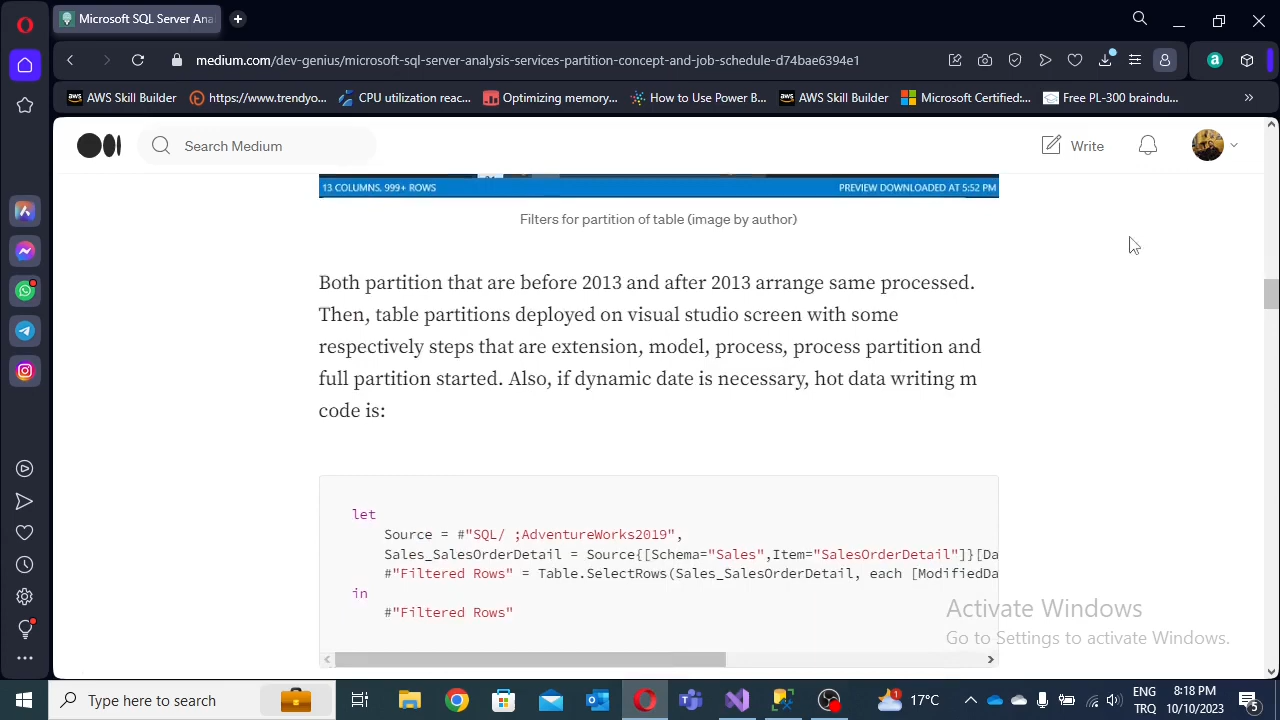 Microsoft SQL Server Ana
medium.com/dev-genius/microsoft-sql-server-analysis-services-partition-concept-and-job-schedule-d74bae6394e1
AWS Skill Builder
https://www.trendyo...
CPU utilization reac...
Optimizing memory...
How to Use Power B...
AWS Skill Builder
Microsoft Certified:...
Free PL-300 braindu...
Search Medium
Write
13 COLUMNS, 999+ ROWS
PREVIEW DOWNLOADED AT 5:52 PM
Filters for partition of table (image by author)
Both partition that are before 2013 and after 2013 arrange same processed.
Then, table partitions deployed on visual studio screen with some
respectively steps that are extension, model, process, process partition and
full partition started. Also, if dynamic date is necessary, hot data writing m
code is:
let
Source = #"SQL/ ;AdventureWorks2019",
Sales_SalesOrderDetail = Source{[Schema="Sales",Item="SalesOrderDetail"]}[Da
#"Filtered Rows" = Table.SelectRows(Sales_SalesOrderDetail, each [ModifiedDa
in
#"Filtered Rows"
Activate Windows
Go to Settings to activate Windows.
Type here to search
1
17°C
ENG
TRQ
8:18 PM
10/10/2023
5